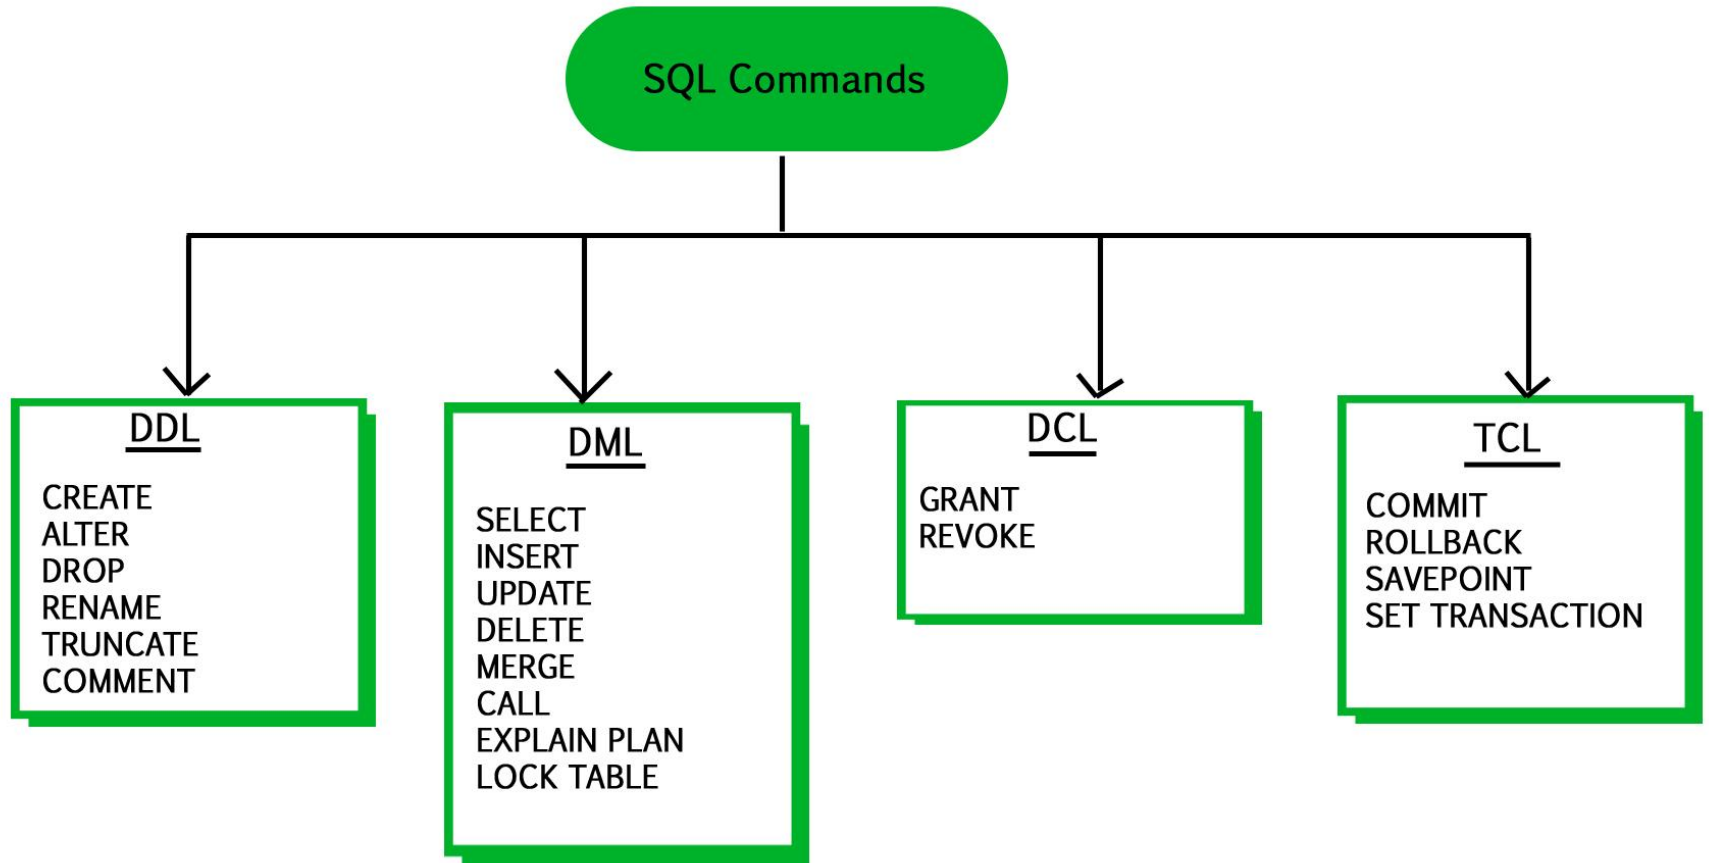 SQL Commands
DDL
CREATE
ALTER
DROP
RENAME
TRUNCATE
COMMENT
DML
SELECT
INSERT
UPDATE
DELETE
MERGE
CALL
EXPLAIN PLAN
LOCK TABLE
DCL
GRANT
REVOKE
TCL
COMMIT
ROLLBACK
SAVEPOINT
SET TRANSACTION